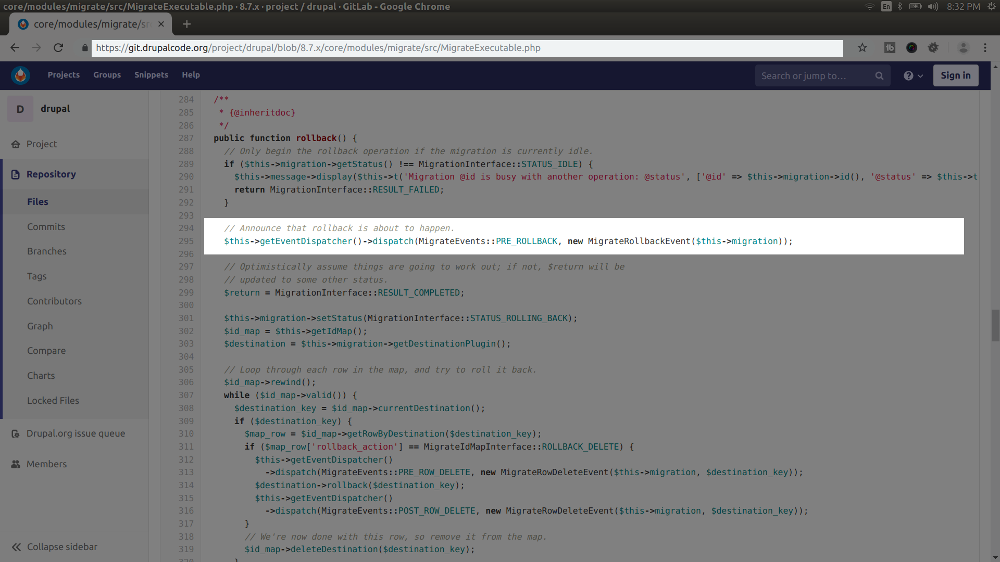 core/modules/migrate/src/MigrateExecutable.php · 8.7.x · project / drupal · GitLab - Google Chrome
En
8:32 PM
core/modules/migrate/sr
https://git.drupalcode.org/project/drupal/blob/8.7.x/core/modules/migrate/src/MigrateExecutable.php
Projects Groups Snippets Help
Search or jump to…
Sign in
D drupal
Project
Repository
Files
Commits
Branches
Tags
Contributors
Graph
Compare
Charts
Locked Files
Drupal.org issue queue
Members
Collapse sidebar
284 /**
285 * {@inheritdoc}
286 */
287 public function rollback() {
288 // Only begin the rollback operation if the migration is currently idle.
289 if ($this->migration->getStatus() !== MigrationInterface::STATUS_IDLE) {
290 $this->message->display($this->t('Migration @id is busy with another operation: @status', ['@id' => $this->migration->id(), '@status' => $this->t
291 return MigrationInterface::RESULT_FAILED;
292 }
293
294 // Announce that rollback is about to happen.
295 $this->getEventDispatcher()->dispatch(MigrateEvents::PRE_ROLLBACK, new MigrateRollbackEvent($this->migration));
296
297 // Optimistically assume things are going to work out; if not, $return will be
298 // updated to some other status.
299 $return = MigrationInterface::RESULT_COMPLETED;
300
301 $this->migration->setStatus(MigrationInterface::STATUS_ROLLING_BACK);
302 $id_map = $this->getIdMap();
303 $destination = $this->migration->getDestinationPlugin();
304
305 // Loop through each row in the map, and try to roll it back.
306 $id_map->rewind();
307 while ($id_map->valid()) {
308 $destination_key = $id_map->currentDestination();
309 if ($destination_key) {
310 $map_row = $id_map->getRowByDestination($destination_key);
311 if ($map_row['rollback_action'] == MigrateIdMapInterface::ROLLBACK_DELETE) {
312 $this->getEventDispatcher()
313 ->dispatch(MigrateEvents::PRE_ROW_DELETE, new MigrateRowDeleteEvent($this->migration, $destination_key));
314 $destination->rollback($destination_key);
315 $this->getEventDispatcher()
316 ->dispatch(MigrateEvents::POST_ROW_DELETE, new MigrateRowDeleteEvent($this->migration, $destination_key));
317 }
318 // We're now done with this row, so remove it from the map.
319 $id_map->deleteDestination($destination_key);
320 }